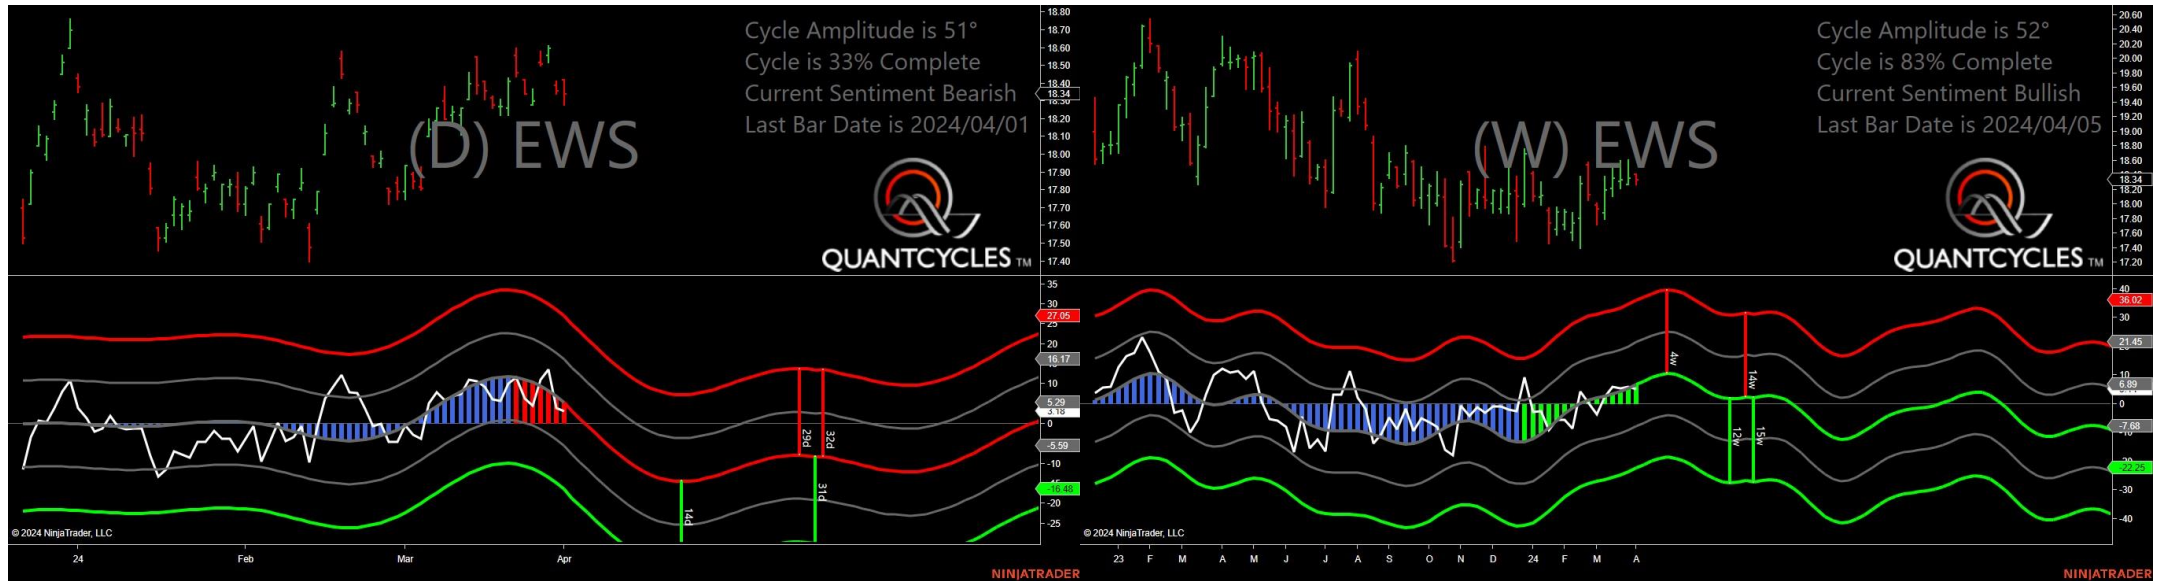 Cycle Amplitude is 51°
Cycle is 33% Complete
Current Sentiment Bearish
Last Bar Date is 2024/04/01
(D) EWS
QUANTCYCLES TM
18.80
18.70
18.60
18.50
18.40
18.34
18.30
18.20
18.10
18.00
17.90
17.80
17.70
17.60
17.50
17.40
35
30
27.05
25
20
16.17
10
5.29
3.18
0
-5.59
-10
-16.48
-20
-25
29d
32d
14d
31d
© 2024 NinjaTrader, LLC
24
Feb
Mar
Apr
NINJATRADER
Cycle Amplitude is 52°
Cycle is 83% Complete
Current Sentiment Bullish
Last Bar Date is 2024/04/05
(W) EWS
QUANTCYCLES TM
20.60
20.40
20.20
20.00
19.80
19.60
19.40
19.20
19.00
18.80
18.60
18.34
18.20
18.00
17.80
17.60
17.40
17.20
40
36.02
30
21.45
10
6.89
0
-7.68
-22.25
-30
-40
4w
14w
12w
15w
© 2024 NinjaTrader, LLC
23
F
M
A
M
J
J
A
S
O
N
D
24
F
M
A
NINJATRADER